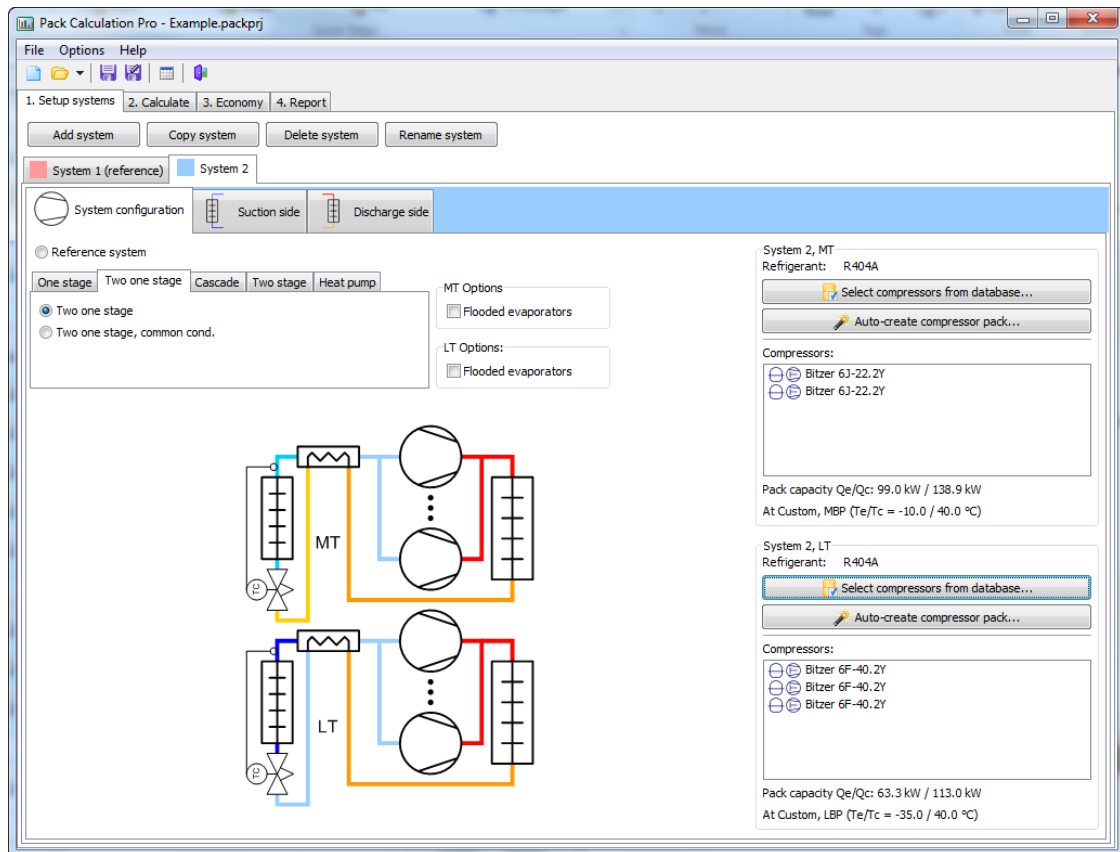 Pack Calculation Pro - Example.packprj
File Options Help
1. Setup systems 2. Calculate 3. Economy 4. Report
Add system Copy system Delete system Rename system
System 1 (reference) System 2
System configuration Suction side Discharge side
Reference system
One stage Two one stage Cascade Two stage Heat pump
Two one stage
Two one stage, common cond.
MT Options
Flooded evaporators
LT Options:
Flooded evaporators
MT
TC
LT
TC
System 2, MT
Refrigerant: R404A
Select compressors from database...
Auto-create compressor pack...
Compressors:
Bitzer 6J-22.2Y
Bitzer 6J-22.2Y
Pack capacity Qe/Qc: 99.0 kW / 138.9 kW
At Custom, MBP (Te/Tc = -10.0 / 40.0 ºC)
System 2, LT
Refrigerant: R404A
Select compressors from database...
Auto-create compressor pack...
Compressors:
Bitzer 6F-40.2Y
Bitzer 6F-40.2Y
Bitzer 6F-40.2Y
Pack capacity Qe/Qc: 63.3 kW / 113.0 kW
At Custom, LBP (Te/Tc = -35.0 / 40.0 ºC)